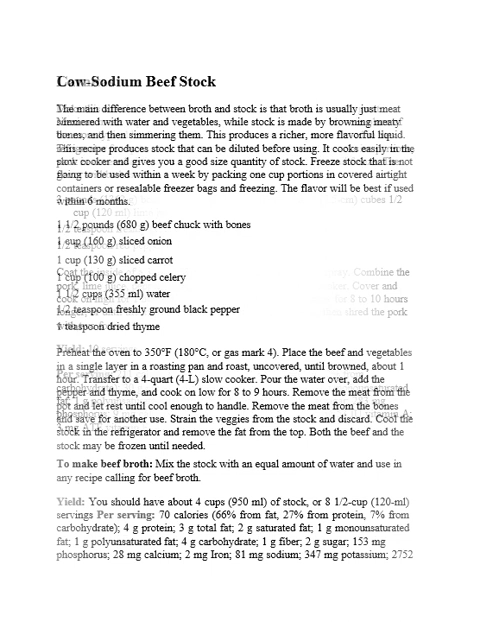 Low-Sodium Beef Stock
The main difference between broth and stock is that broth is usually just meat
simmered with water and vegetables, while stock is made by browning meaty
bones, and then simmering them. This produces a richer, more flavorful liquid.
This recipe produces stock that can be diluted before using. It cooks easily in the
slow cooker and gives you a good size quantity of stock. Freeze stock that is not
going to be used within a week by packing one cup portions in covered airtight
containers or resealable freezer bags and freezing. The flavor will be best if used
within 6 months.
cubes 1/2
cup (120 ml)
1 1/2 pounds (680 g) beef chuck with bones
1 cup (160 g) sliced onion
1 cup (130 g) sliced carrot
Combine the
1 cup (100 g) chopped celery
Cover and
1 1/2 cups (355 ml) water
for 8 to 10 hours
1/2 teaspoon freshly ground black pepper
shred the pork
1 teaspoon dried thyme
Preheat the oven to 350°F (180°C, or gas mark 4). Place the beef and vegetables
in a single layer in a roasting pan and roast, uncovered, until browned, about 1
hour. Transfer to a 4-quart (4-L) slow cooker. Pour the water over, add the
pepper and thyme, and cook on low for 8 to 9 hours. Remove the meat from the
pot and let rest until cool enough to handle. Remove the meat from the bones
and save for another use. Strain the veggies from the stock and discard. Cool the
stock in the refrigerator and remove the fat from the top. Both the beef and the
stock may be frozen until needed.
To make beef broth: Mix the stock with an equal amount of water and use in
any recipe calling for beef broth.
Yield: You should have about 4 cups (950 ml) of stock, or 8 1/2-cup (120-ml)
servings Per serving: 70 calories (66% from fat, 27% from protein, 7% from
carbohydrate); 4 g protein; 3 g total fat; 2 g saturated fat; 1 g monounsaturated
fat; 1 g polyunsaturated fat; 4 g carbohydrate; 1 g fiber; 2 g sugar; 153 mg
phosphorus; 28 mg calcium; 2 mg Iron; 81 mg sodium; 347 mg potassium; 2752